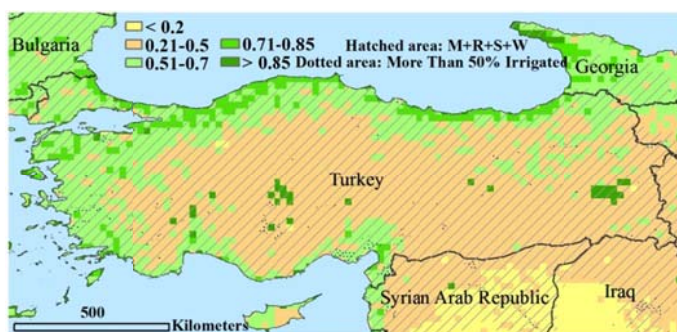 < 0.2
Bulgaria
0.21-0.5
0.71-0.85
Hatched area: M+R+S+W
0.51-0.7
> 0.85
Dotted area: More Than 50% Irrigated
Georgia
Turkey
Syrian Arab Republic
Iraq
500
Kilometers